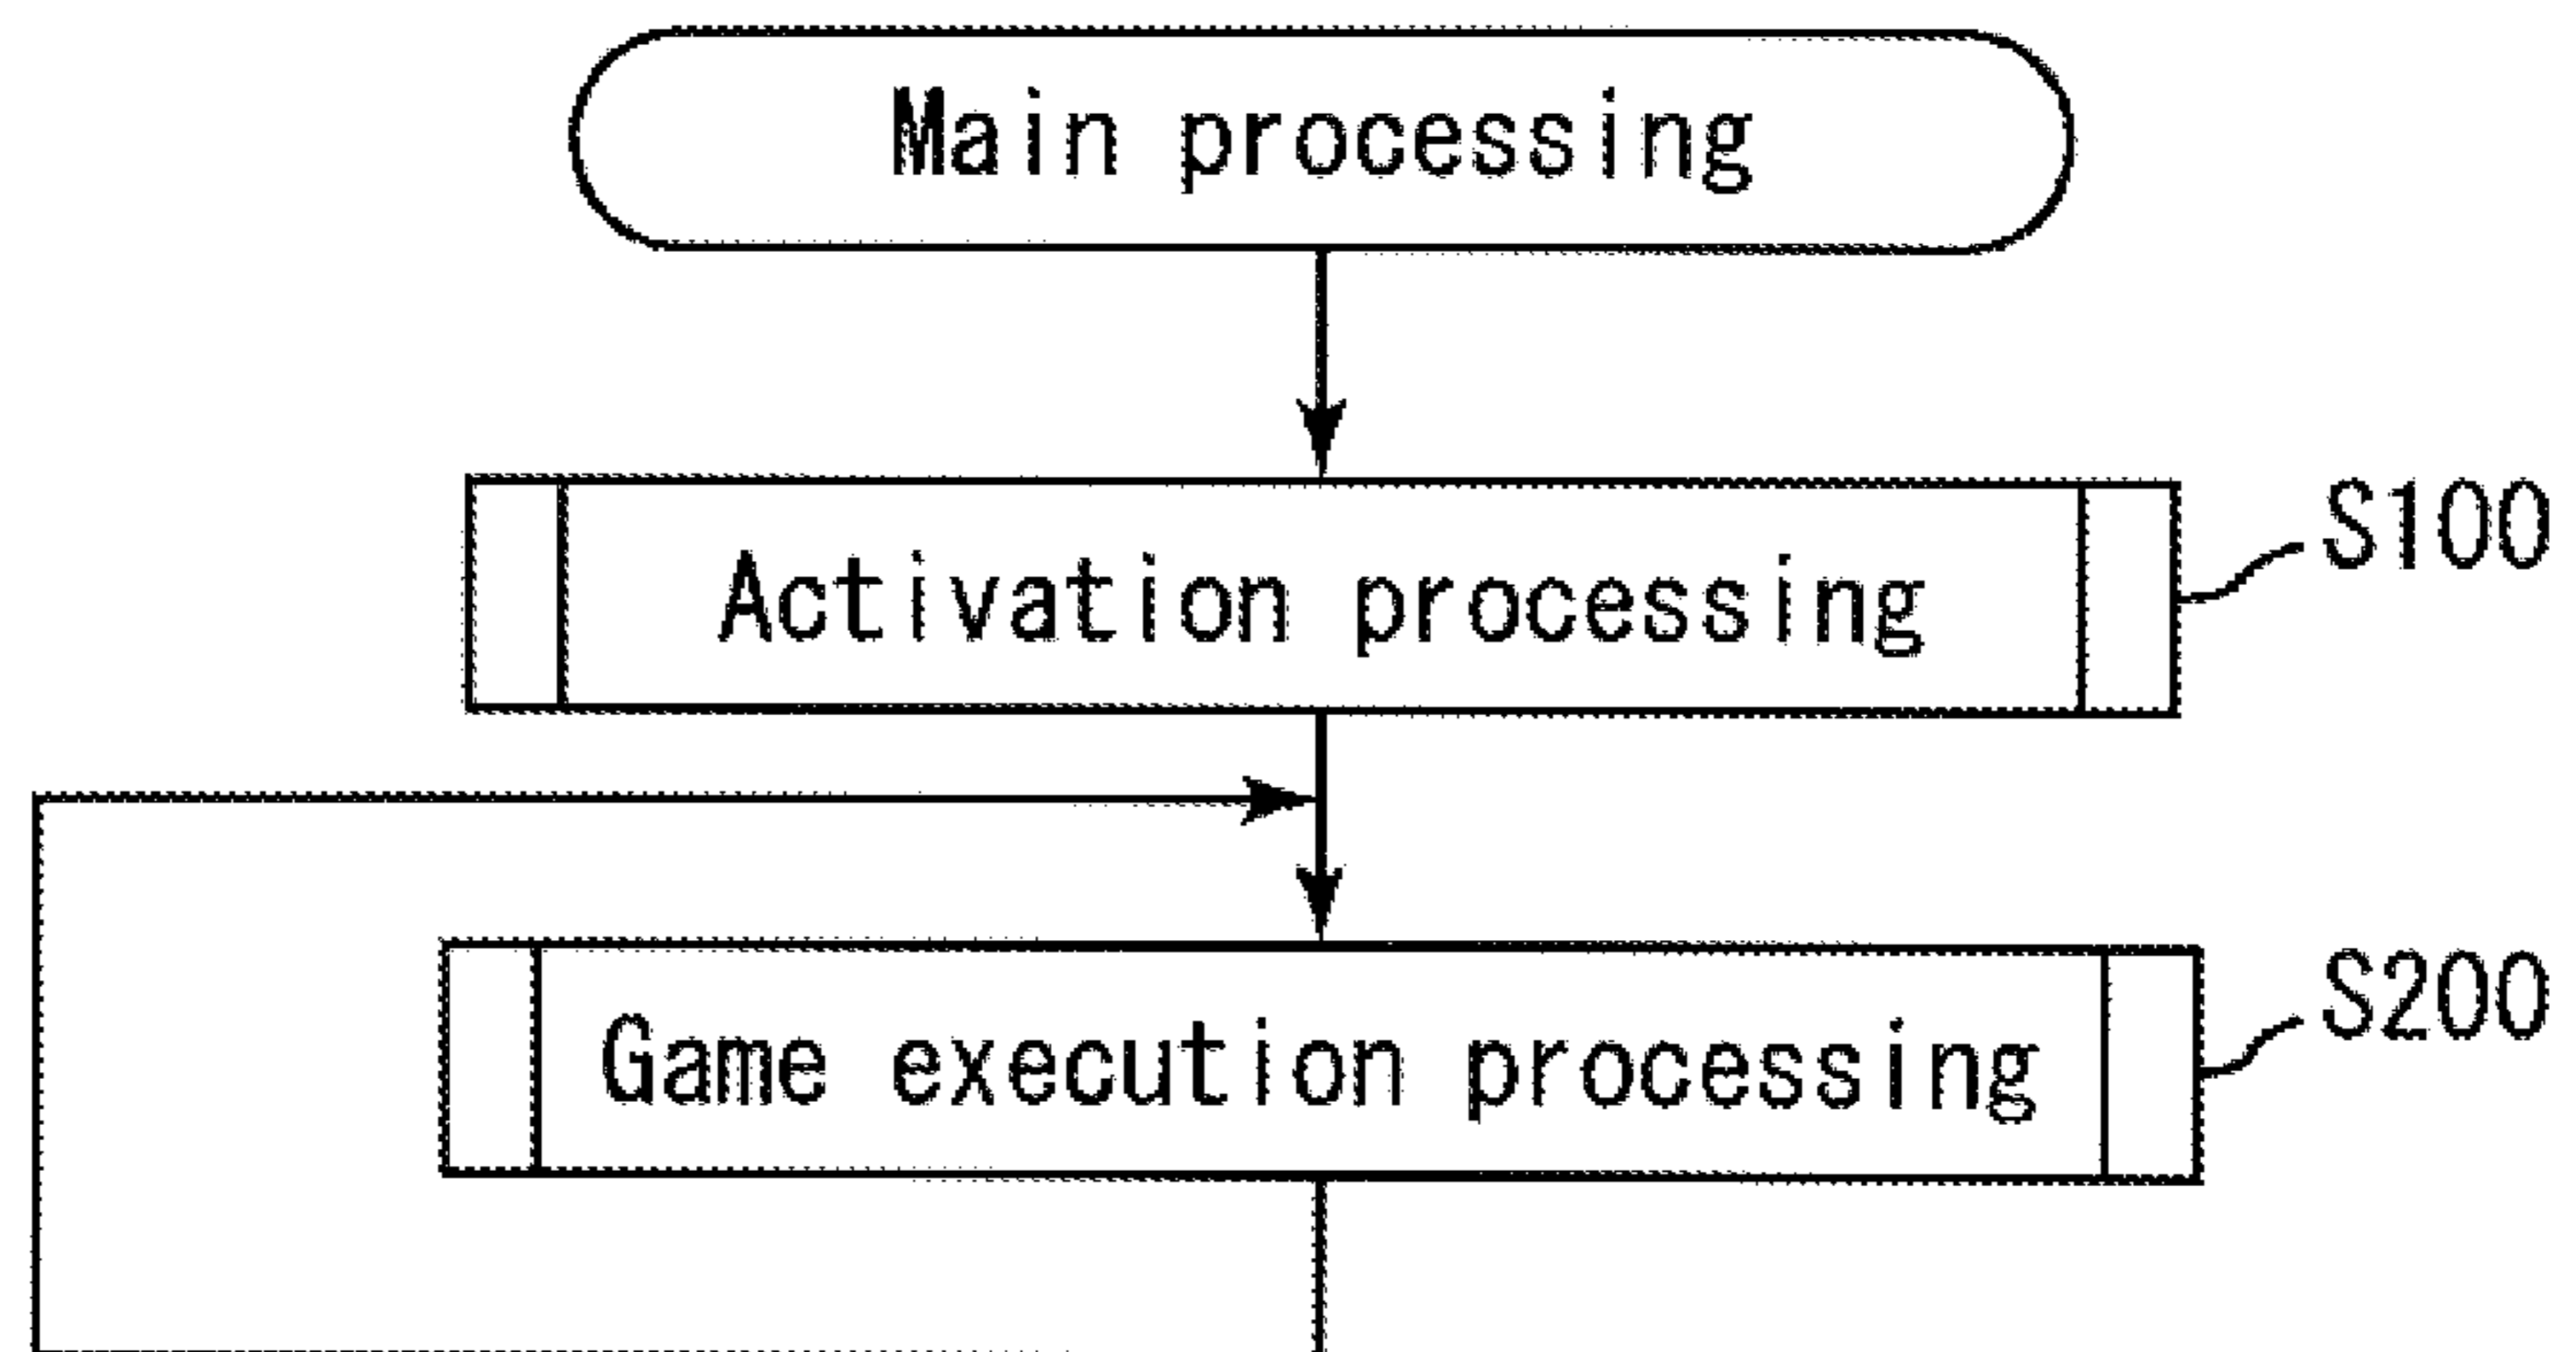 Main processing
Activation processing
S100
Game execution processing
S200